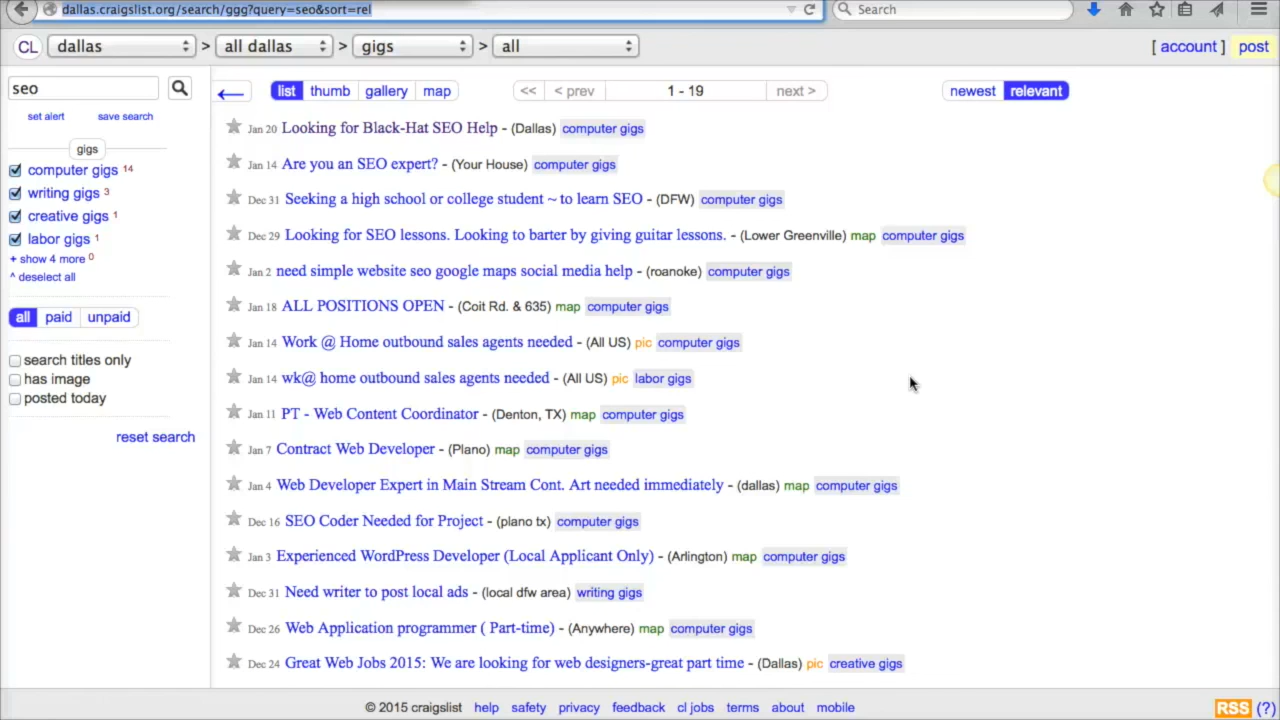 dallas.craigslist.org/search/ggg?query=seo&sort=rel
Search
CL dallas > all dallas > gigs > all [ account ] post
seo
set alert save search
gigs
computer gigs 14
writing gigs 3
creative gigs 1
labor gigs 1
+ show 4 more 0
^ deselect all
all paid unpaid
search titles only
has image
posted today
reset search
list thumb gallery map << < prev 1 - 19 next > newest relevant
Jan 20 Looking for Black-Hat SEO Help - (Dallas) computer gigs
Jan 14 Are you an SEO expert? - (Your House) computer gigs
Dec 31 Seeking a high school or college student ~ to learn SEO - (DFW) computer gigs
Dec 29 Looking for SEO lessons. Looking to barter by giving guitar lessons. - (Lower Greenville) map computer gigs
Jan 2 need simple website seo google maps social media help - (roanoke) computer gigs
Jan 18 ALL POSITIONS OPEN - (Coit Rd. & 635) map computer gigs
Jan 14 Work @ Home outbound sales agents needed - (All US) pic computer gigs
Jan 14 wk@ home outbound sales agents needed - (All US) pic labor gigs
Jan 11 PT - Web Content Coordinator - (Denton, TX) map computer gigs
Jan 7 Contract Web Developer - (Plano) map computer gigs
Jan 4 Web Developer Expert in Main Stream Cont. Art needed immediately - (dallas) map computer gigs
Dec 16 SEO Coder Needed for Project - (plano tx) computer gigs
Jan 3 Experienced WordPress Developer (Local Applicant Only) - (Arlington) map computer gigs
Dec 31 Need writer to post local ads - (local dfw area) writing gigs
Dec 26 Web Application programmer ( Part-time) - (Anywhere) map computer gigs
Dec 24 Great Web Jobs 2015: We are looking for web designers-great part time - (Dallas) pic creative gigs
© 2015 craigslist help safety privacy feedback cl jobs terms about mobile RSS (?)